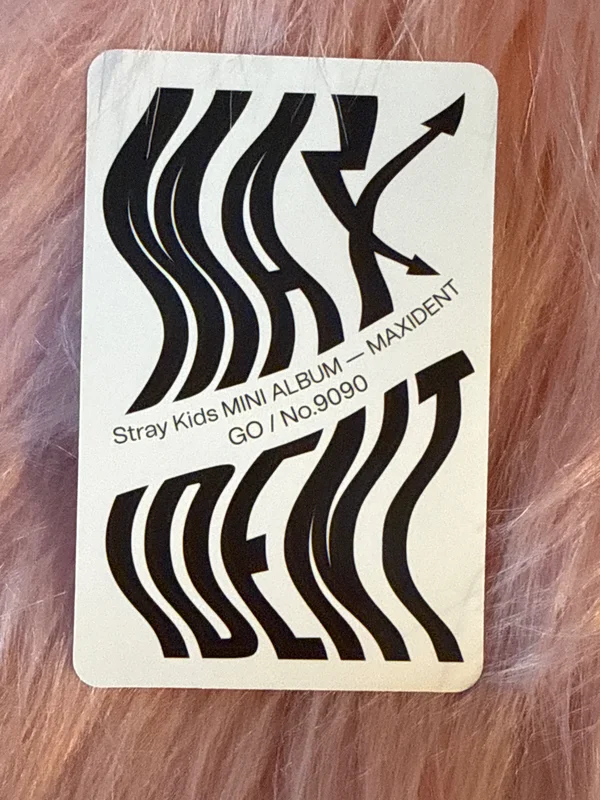 MAX
Stray Kids MINI ALBUM — MAXIDENT
GO / No.9090
IDENT